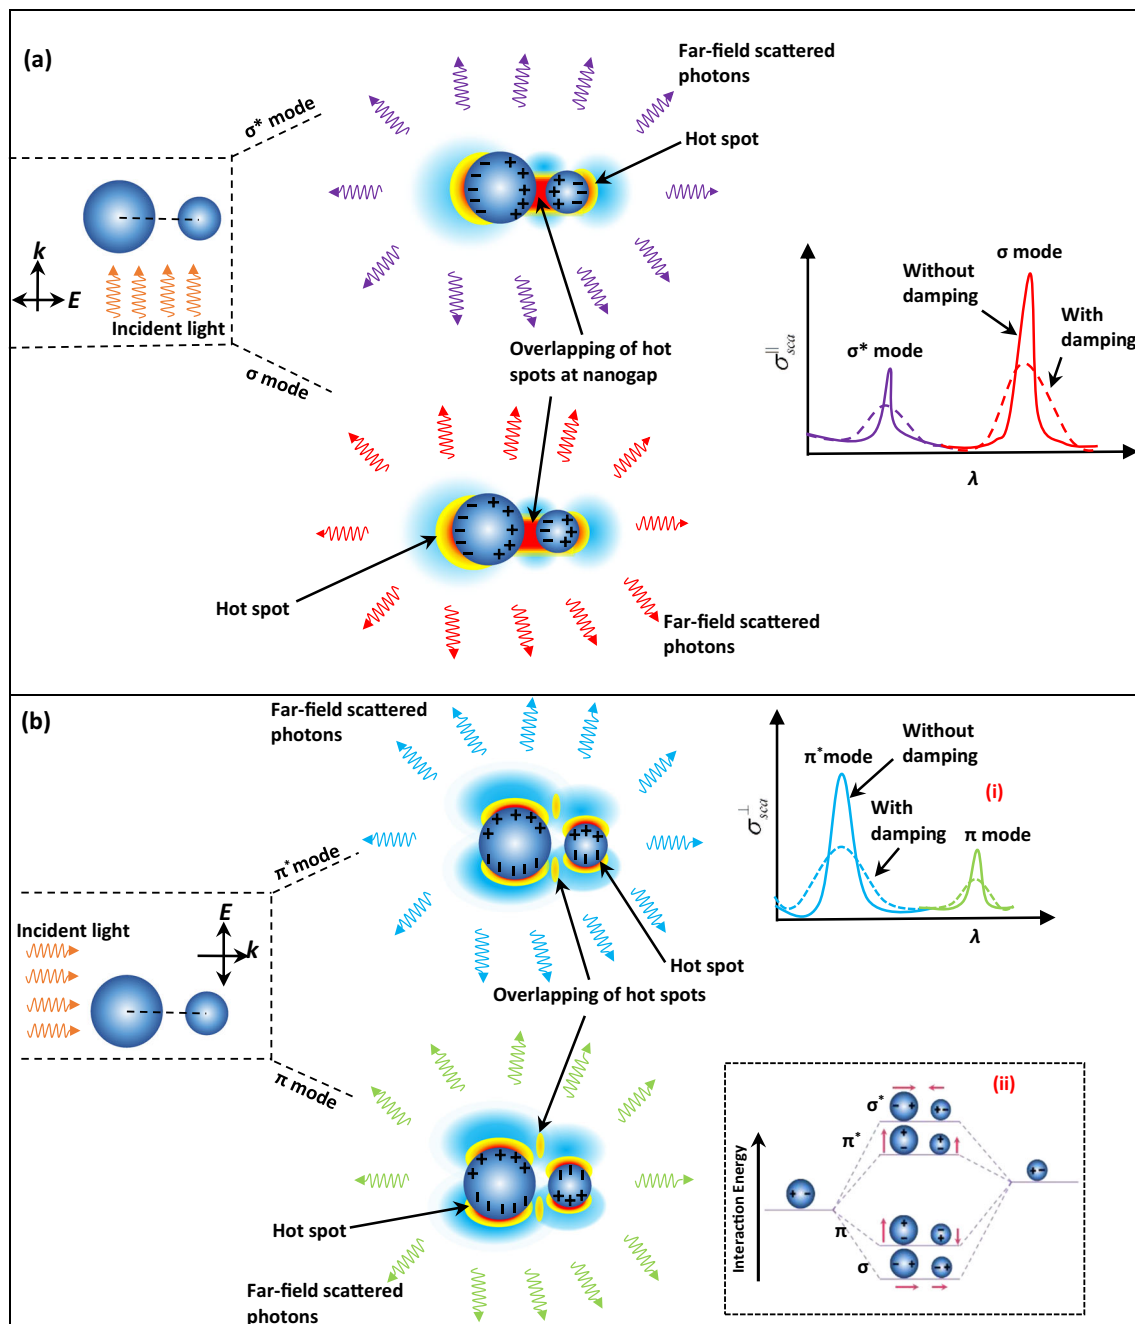 (a)
Far-field scattered
photons
σ* mode
Hot spot
k
E
Incident light
σ mode
Overlapping of hot
spots at nanogap
Hot spot
Far-field scattered
photons
σ mode
Without
damping
With
damping
σ* mode
σ∥sca
λ
(b)
Far-field scattered
photons
π* mode
Without
damping
(i)
With
damping
π mode
σ⊥sca
λ
π* mode
E
k
Incident light
Hot spot
Overlapping of hot spots
π mode
Hot spot
Far-field scattered
photons
(ii)
σ*
π*
π
σ
Interaction Energy